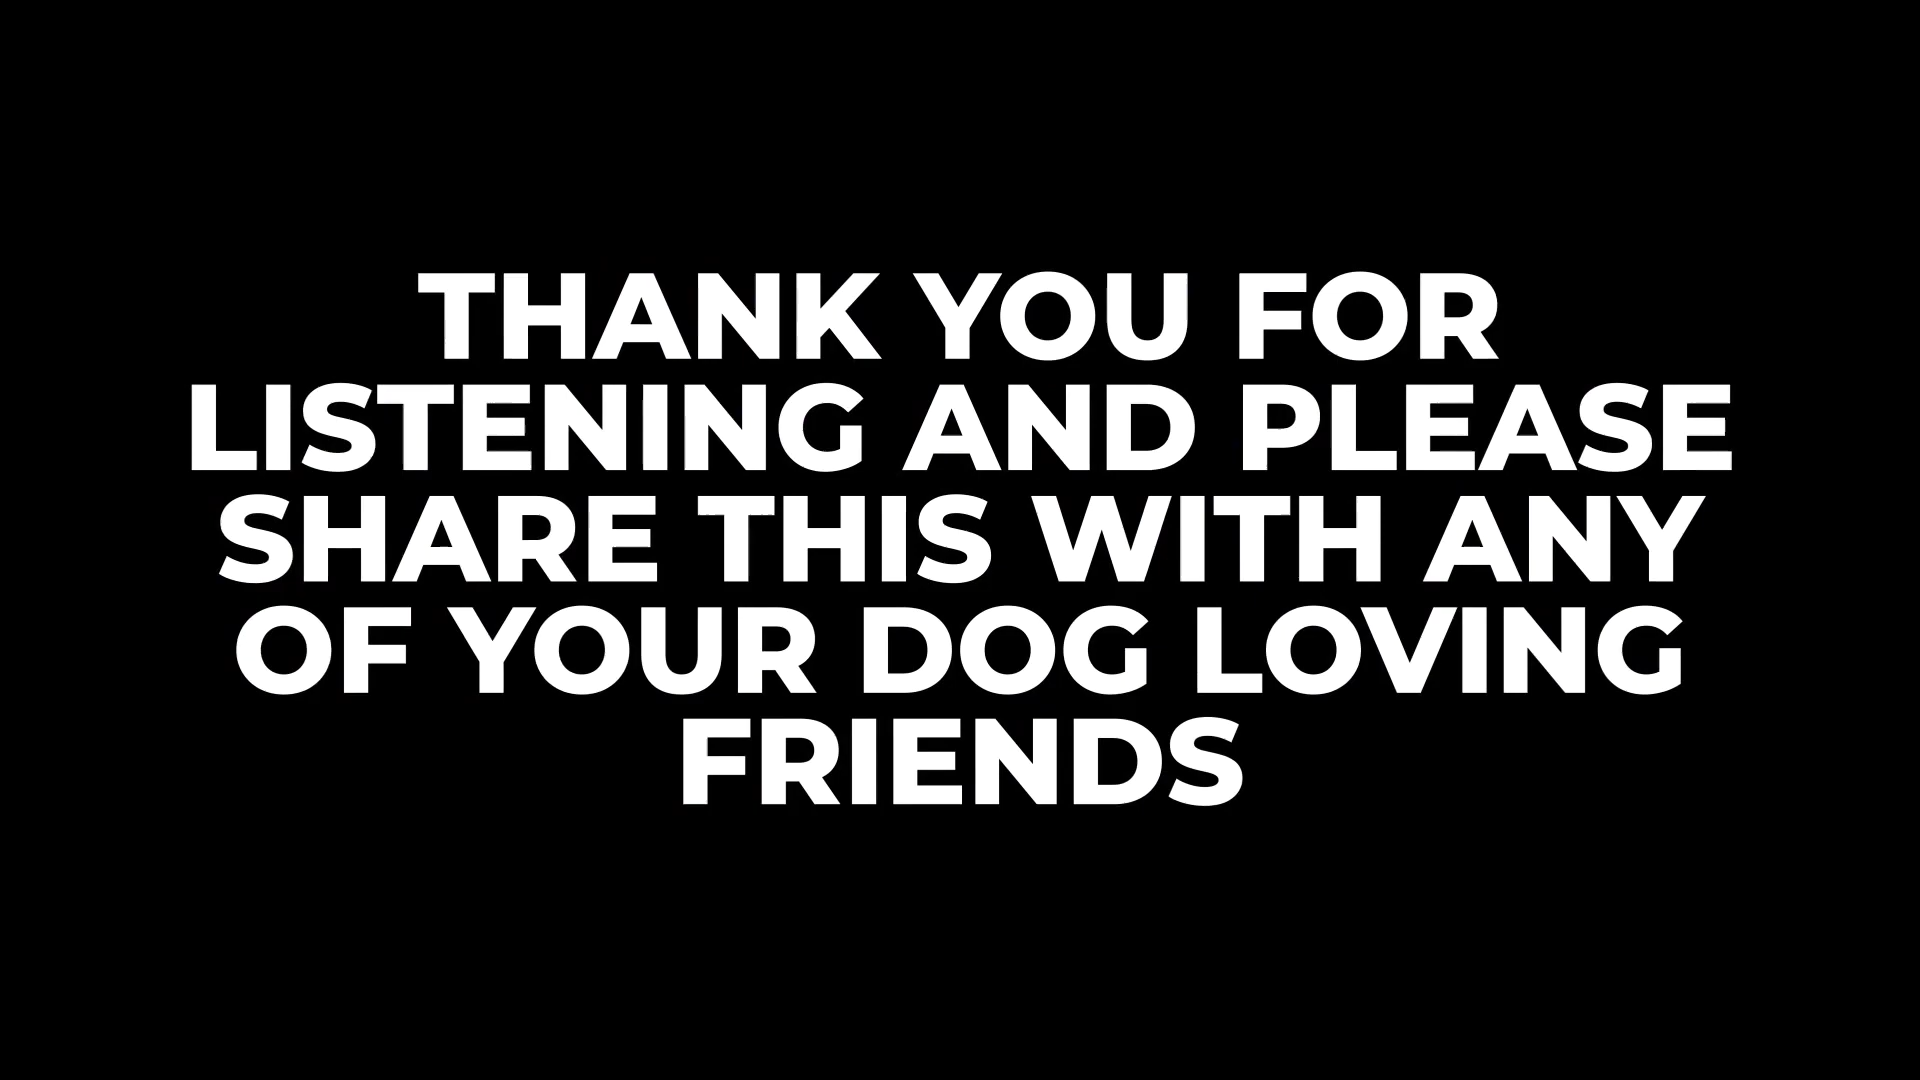 THANK YOU FOR
LISTENING AND PLEASE
SHARE THIS WITH ANY
OF YOUR DOG LOVING
FRIENDS